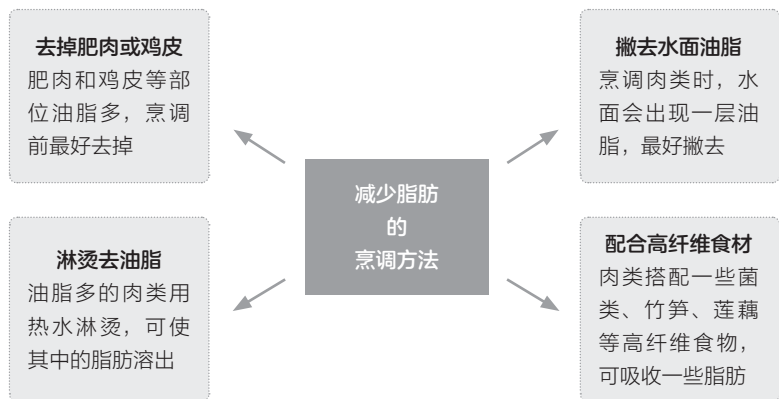 去掉肥肉或鸡皮
肥肉和鸡皮等部
位油脂多，烹调
前最好去掉
撇去水面油脂
烹调肉类时，水
面会出现一层油
脂，最好撇去
减少脂肪
的
烹调方法
淋烫去油脂
油脂多的肉类用
热水淋烫，可使
其中的脂肪溶出
配合高纤维食材
肉类搭配一些菌
类、竹笋、莲藕
等高纤维食物，
可吸收一些脂肪